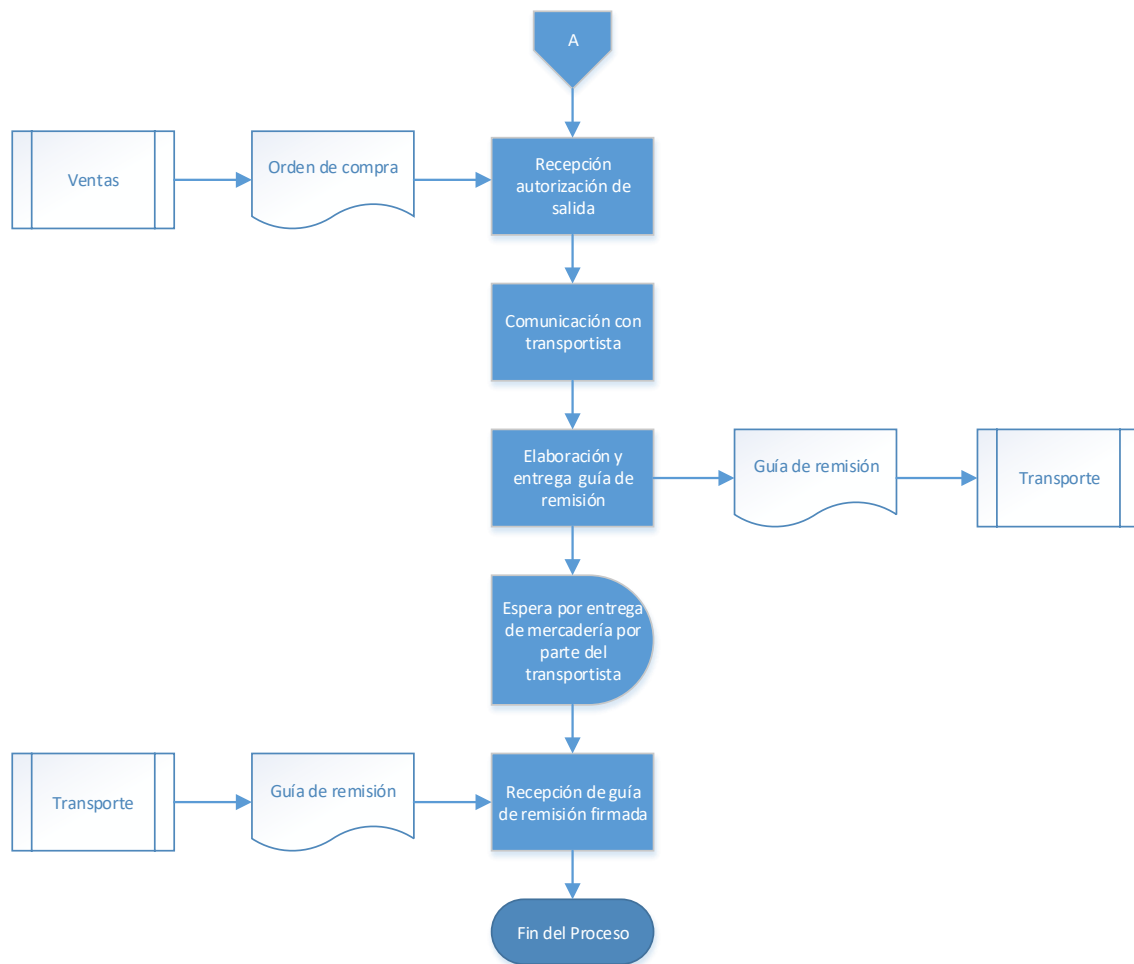 A
Ventas
Orden de compra
Recepción
autorización de
salida
Comunicación con
transportista
Elaboración y
entrega guía de
remisión
Guía de remisión
Transporte
Espera por entrega
de mercadería por
parte del
transportista
Transporte
Guía de remisión
Recepción de guía
de remisión firmada
Fin del Proceso